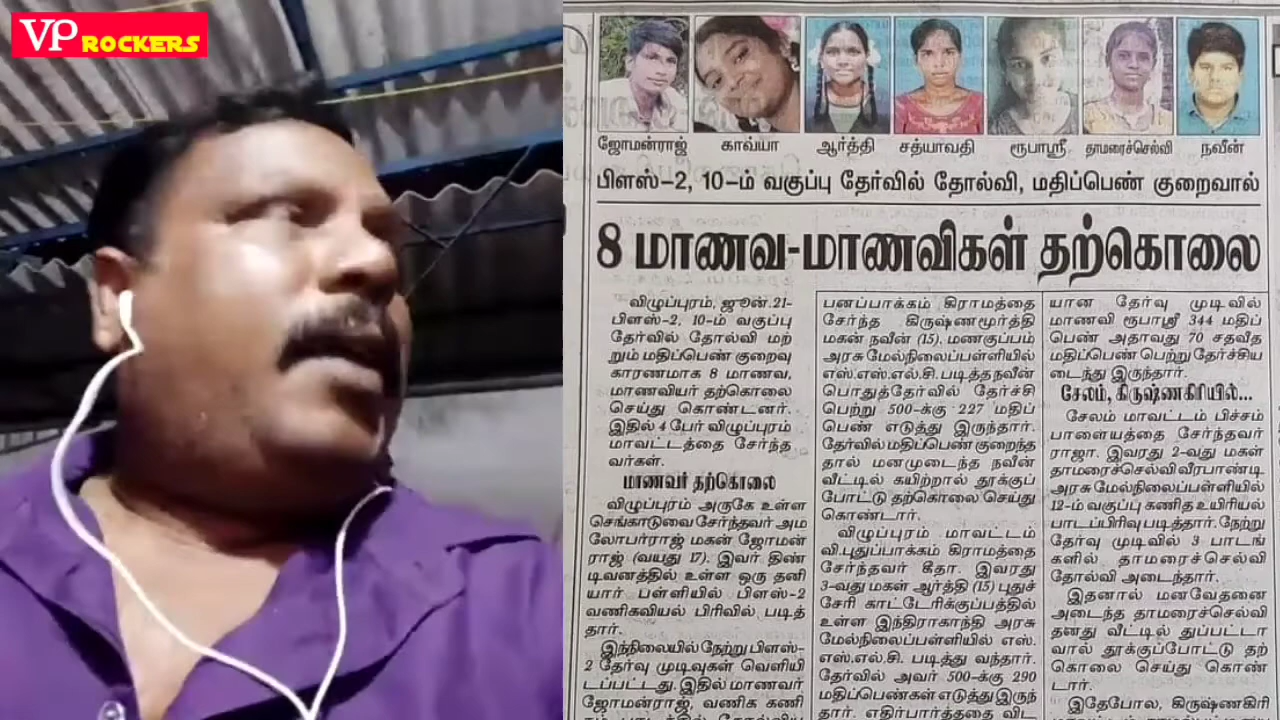 VP ROCKERS
ஜோமன்ராஜ் காவ்யா ஆர்த்தி சத்யாவதி ரூபாஸ்ரீ தாமரைச்செல்வி நவீன்
பிளஸ்-2, 10-ம் வகுப்பு தேர்வில் தோல்வி, மதிப்பெண் குறைவால்
8 மாணவ-மாணவிகள் தற்கொலை
விழுப்புரம், ஜூன்.21-
பிளஸ்-2, 10-ம் வகுப்பு
தேர்வில் தோல்வி மற்
றும் மதிப்பெண் குறைவு
காரணமாக 8 மாணவ,
மாணவியர் தற்கொலை
செய்து கொண்டனர்.
இதில் 4 பேர் விழுப்புரம்
மாவட்டத்தை சேர்ந்த
வர்கள்.
மாணவர் தற்கொலை
விழுப்புரம் அருகே உள்ள
செங்காடுவை சேர்ந்தவர் அம
லோபர்ராஜ் மகன் ஜோமன்
ராஜ் (வயது 17). இவர் திண்
டிவனத்தில் உள்ள ஒரு தனி
யார் பள்ளியில் பிளஸ்-2
வணிகவியல் பிரிவில் படித்
தார்.
இந்நிலையில் நேற்று பிளஸ்-
2 தேர்வு முடிவுகள் வெளியி
டப்பட்டது. இதில் மாணவர்
ஜோமன்ராஜ், வணிக கணி
பனப்பாக்கம் கிராமத்தை
சேர்ந்த கிருஷ்ணமூர்த்தி
மகன் நவீன் (15). மணகுப்பம்
அரசு மேல்நிலைப்பள்ளியில்
எஸ்.எஸ்.எல்.சி. படித்த நவீன்
பொதுத்தேர்வில் தேர்ச்சி
பெற்று 500-க்கு 227 மதிப்
பெண் எடுத்து இருந்தார்.
தேர்வில் மதிப்பெண் குறைந்த
தால் மனமுடைந்த நவீன்
வீட்டில் கயிற்றால் தூக்குப்
போட்டு தற்கொலை செய்து
கொண்டார்.
விழுப்புரம் மாவட்டம்
வி.புதுப்பாக்கம் கிராமத்தை
சேர்ந்தவர் கீதா. இவரது
3-வது மகள் ஆர்த்தி (15) புதுச்
சேரி காட்டேரிக்குப்பத்தில்
உள்ள இந்திராகாந்தி அரசு
மேல்நிலைப்பள்ளியில் எஸ்.
எஸ்.எல்.சி. படித்து வந்தார்.
தேர்வில் அவர் 500-க்கு 290
மதிப்பெண்கள் எடுத்து இருந்
தார். எதிர்பார்த்ததை விட
யான தேர்வு முடிவில்
மாணவி ரூபாஸ்ரீ 344 மதிப்
பெண் அதாவது 70 சதவீத
மதிப்பெண் பெற்று தேர்ச்சிய
டைந்து இருந்தார்.
சேலம், கிருஷ்ணகிரியில்...
சேலம் மாவட்டம் பிச்சம்
பாளையத்தை சேர்ந்தவர்
ராஜா. இவரது 2-வது மகள்
தாமரைச்செல்வி வீரபாண்டி
அரசு மேல்நிலைப்பள்ளியில்
12-ம் வகுப்பு கணித உயிரியல்
பாடப்பிரிவு படித்தார். நேற்று
தேர்வு முடிவில் 3 பாடங்
களில் தாமரைச்செல்வி
தோல்வி அடைந்தார்.
இதனால் மனவேதனை
அடைந்த தாமரைச்செல்வி
தனது வீட்டில் துப்பட்டா
வால் தூக்குப்போட்டு தற்
கொலை செய்து கொண்
டார்.
இதேபோல, கிருஷ்ணகிரி